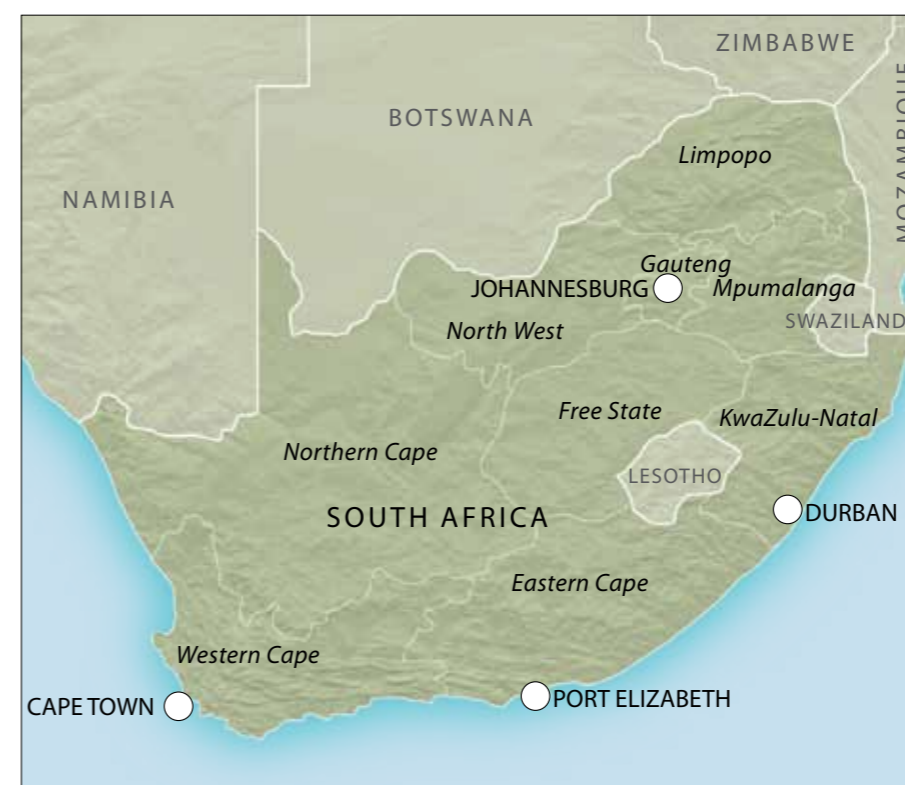 ZIMBABWE
MOZAMBIQUE
BOTSWANA
Limpopo
NAMIBIA
Gauteng
JOHANNESBURG
Mpumalanga
SWAZILAND
North West
Free State
KwaZulu-Natal
Northern Cape
LESOTHO
SOUTH AFRICA
DURBAN
Eastern Cape
Western Cape
PORT ELIZABETH
CAPE TOWN